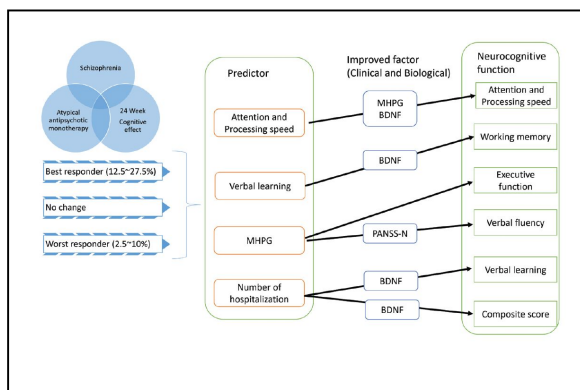 Schizophrenia
Atypical
antipsychotic
monotherapy
24 Week
Cognitive
effect
Best responder (12.5~27.5%)
No change
Worst responder (2.5~10%)
Predictor
Attention and
Processing speed
Verbal learning
MHPG
Number of
hospitalization
Improved factor
(Clinical and Biological)
MHPG
BDNF
BDNF
PANSS-N
BDNF
BDNF
Neurocognitive
function
Attention and
Processing speed
Working memory
Executive
function
Verbal fluency
Verbal learning
Composite score